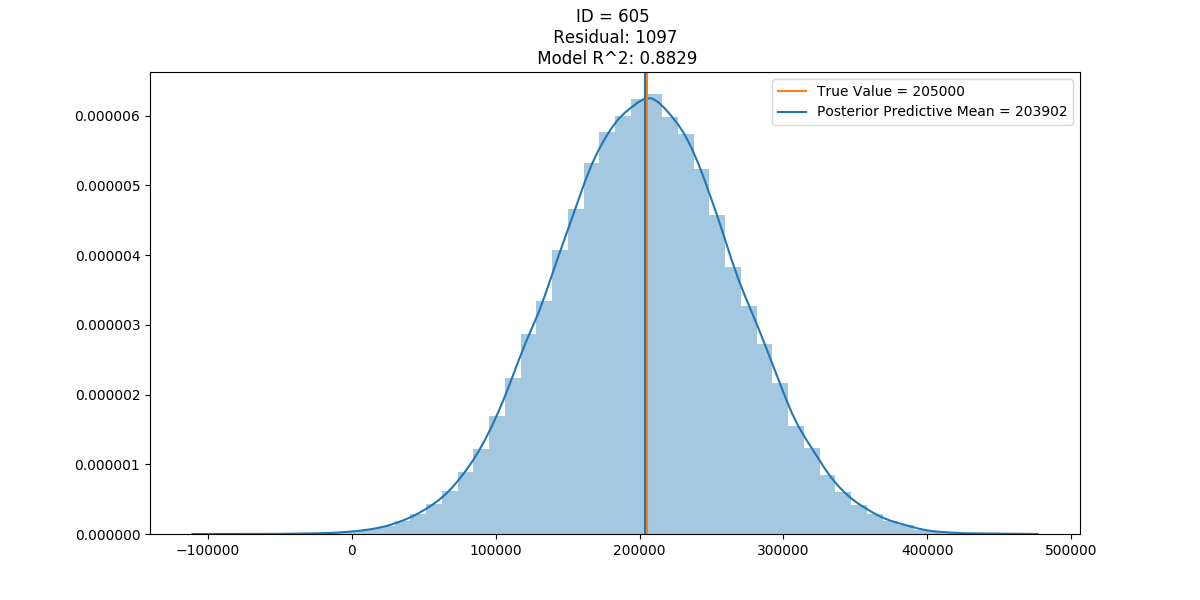 ID = 605
Residual: 1097
Model R^2: 0.8829
True Value = 205000
Posterior Predictive Mean = 203902
0.000006
0.000005
0.000004
0.000003
0.000002
0.000001
0.000000
−100000
0
100000
200000
300000
400000
500000